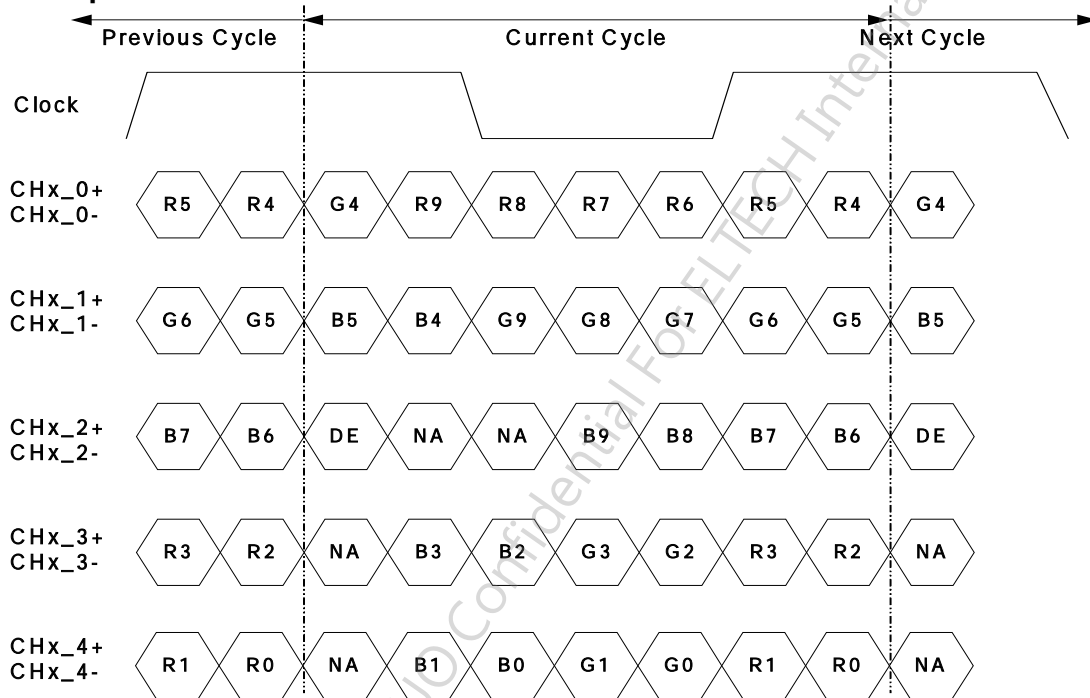 Previous Cycle Current Cycle Next Cycle
Clock
CHx_0+
CHx_0-
R5 R4 G4 R9 R8 R7 R6 R5 R4 G4
CHx_1+
CHx_1-
G6 G5 B5 B4 G9 G8 G7 G6 G5 B5
CHx_2+
CHx_2-
B7 B6 DE NA NA B9 B8 B7 B6 DE
CHx_3+
CHx_3-
R3 R2 NA B3 B2 G3 G2 R3 R2 NA
CHx_4+
CHx_4-
R1 R0 NA B1 B0 G1 G0 R1 R0 NA
Confidential For ELTECH